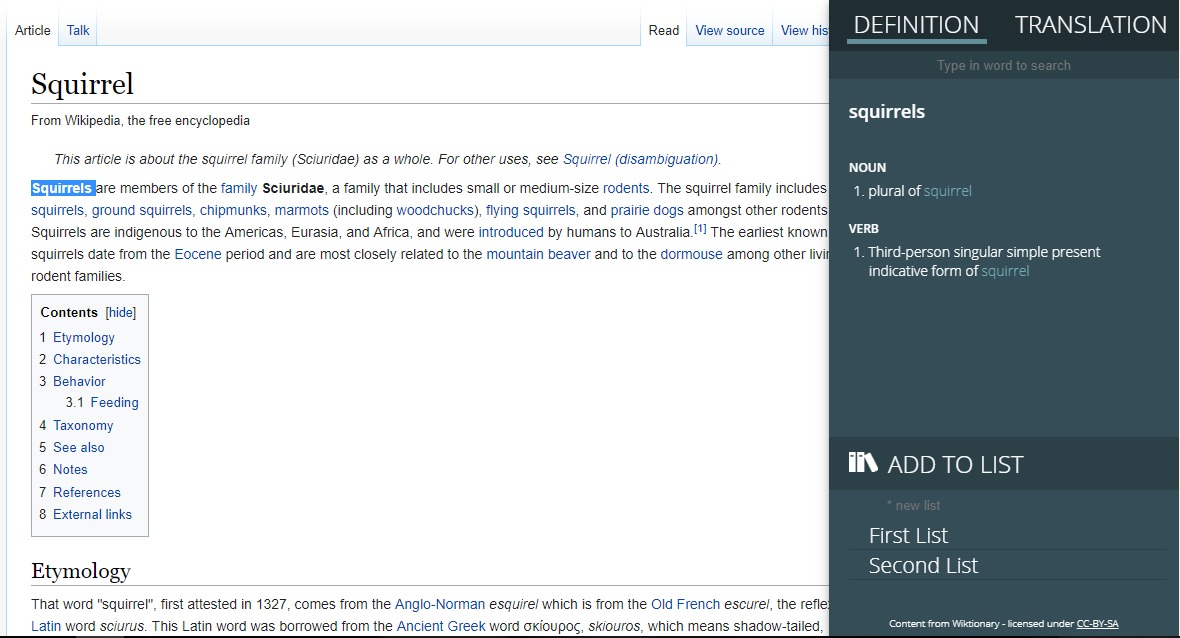 Article Talk Read View source View his
Squirrel
From Wikipedia, the free encyclopedia
This article is about the squirrel family (Sciuridae) as a whole. For other uses, see Squirrel (disambiguation).
Squirrels are members of the family Sciuridae, a family that includes small or medium-size rodents. The squirrel family includes
squirrels, ground squirrels, chipmunks, marmots (including woodchucks), flying squirrels, and prairie dogs amongst other rodents
Squirrels are indigenous to the Americas, Eurasia, and Africa, and were introduced by humans to Australia.[1] The earliest known
squirrels date from the Eocene period and are most closely related to the mountain beaver and to the dormouse among other livi
rodent families.
Contents [hide]
1 Etymology
2 Characteristics
3 Behavior
3.1 Feeding
4 Taxonomy
5 See also
6 Notes
7 References
8 External links
Etymology
That word "squirrel", first attested in 1327, comes from the Anglo-Norman esquirel which is from the Old French escurel, the refle
Latin word sciurus. This Latin word was borrowed from the Ancient Greek word σκίουρος, skiouros, which means shadow-tailed,
DEFINITION TRANSLATION
Type in word to search
squirrels
NOUN
1. plural of squirrel
VERB
1. Third-person singular simple present
indicative form of squirrel
ADD TO LIST
* new list
First List
Second List
Content from Wiktionary - licensed under CC-BY-SA